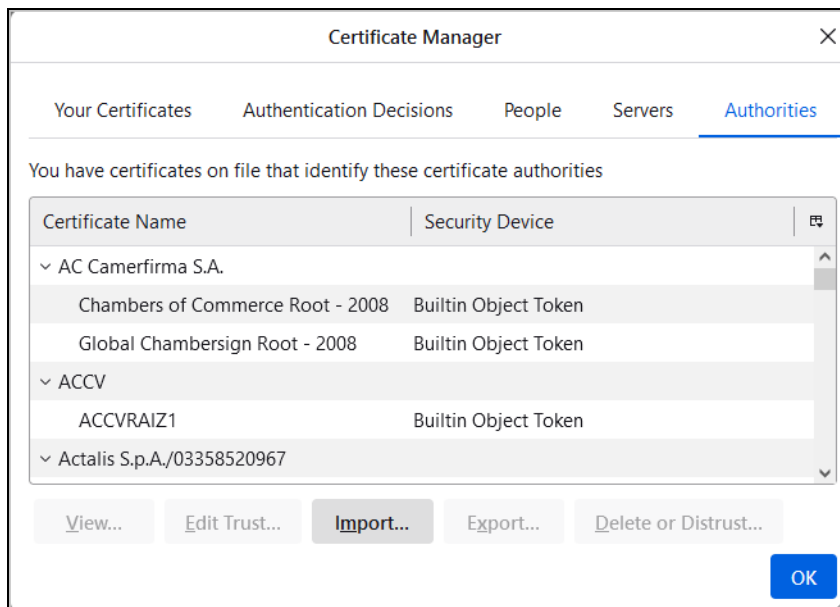 Certificate Manager
Your Certificates Authentication Decisions People Servers Authorities
You have certificates on file that identify these certificate authorities
Certificate Name Security Device
AC Camerfirma S.A.
Chambers of Commerce Root - 2008 Builtin Object Token
Global Chambersign Root - 2008 Builtin Object Token
ACCV
ACCVRAIZ1 Builtin Object Token
Actalis S.p.A./03358520967
View... Edit Trust... Import... Export... Delete or Distrust...
OK